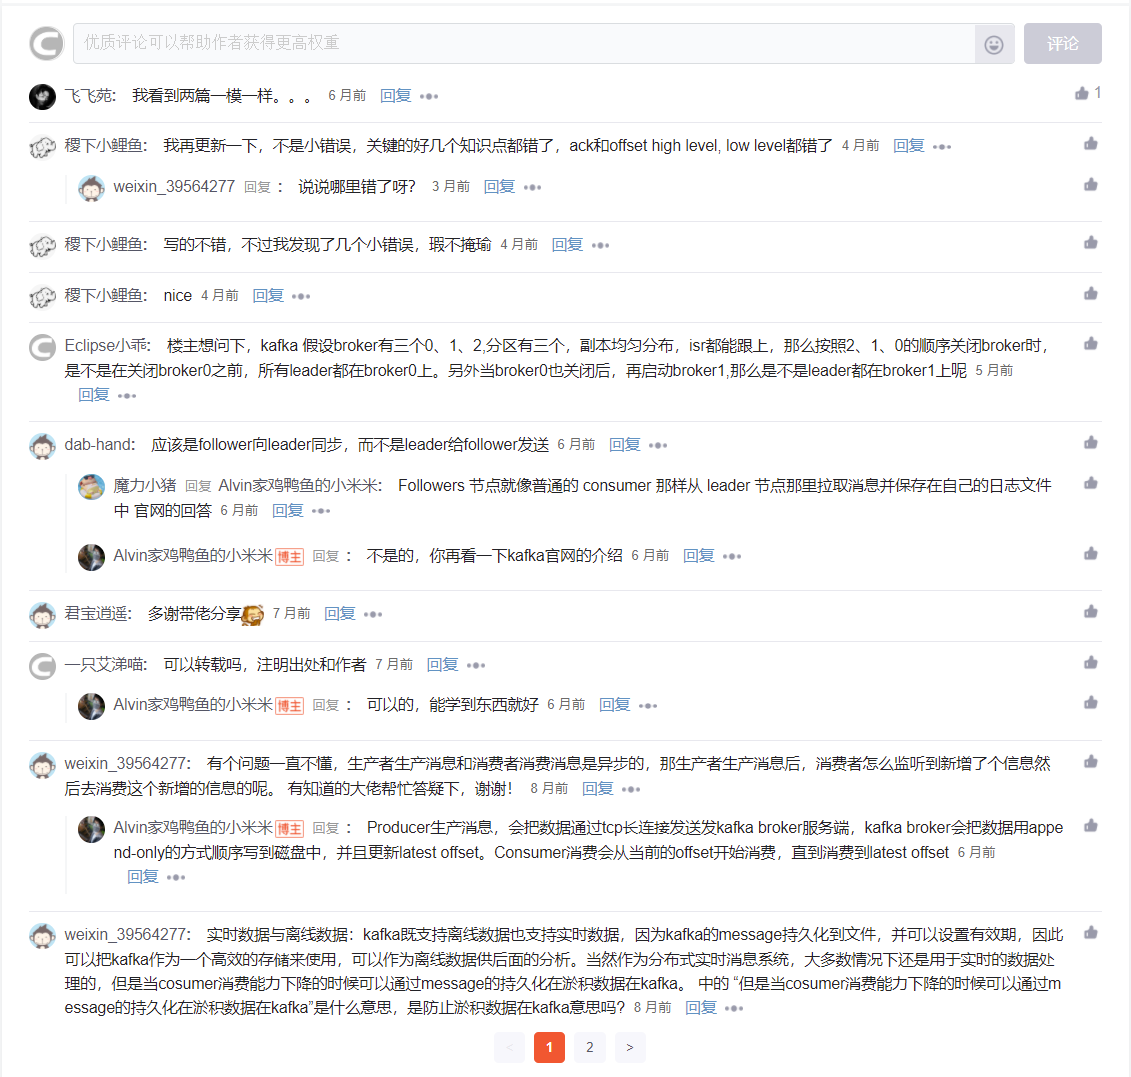 优质评论可以帮助作者获得更高权重
评论
飞飞苑： 我看到两篇一模一样。。。 6 月前 回复 •••
1
稷下小鲤鱼： 我再更新一下，不是小错误，关键的好几个知识点都错了，ack和offset high level, low level都错了 4 月前 回复 •••
weixin_39564277 回复 ： 说说哪里错了呀？ 3 月前 回复 •••
稷下小鲤鱼： 写的不错，不过我发现了几个小错误，瑕不掩瑜 4 月前 回复 •••
稷下小鲤鱼： nice 4 月前 回复 •••
Eclipse小乖： 楼主想问下，kafka 假设broker有三个0、1、2,分区有三个，副本均匀分布，isr都能跟上，那么按照2、1、0的顺序关闭broker时，
是不是在关闭broker0之前，所有leader都在broker0上。另外当broker0也关闭后，再启动broker1,那么是不是leader都在broker1上呢 5 月前
回复 •••
dab-hand： 应该是follower向leader同步，而不是leader给follower发送 6 月前 回复 •••
魔力小猪 回复 Alvin家鸡鸭鱼的小米米： Followers 节点就像普通的 consumer 那样从 leader 节点那里拉取消息并保存在自己的日志文件
中 官网的回答 6 月前 回复 •••
Alvin家鸡鸭鱼的小米米 博主 回复 ： 不是的，你再看一下kafka官网的介绍 6 月前 回复 •••
君宝逍遥： 多谢带佬分享 7 月前 回复 •••
一只艾涕喵： 可以转载吗，注明出处和作者 7 月前 回复 •••
Alvin家鸡鸭鱼的小米米 博主 回复 ： 可以的，能学到东西就好 6 月前 回复 •••
weixin_39564277： 有个问题一直不懂，生产者生产消息和消费者消费消息是异步的，那生产者生产消息后，消费者怎么监听到新增了个信息然
后去消费这个新增的信息的呢。 有知道的大佬帮忙答疑下，谢谢！ 8 月前 回复 •••
Alvin家鸡鸭鱼的小米米 博主 回复 ： Producer生产消息，会把数据通过tcp长连接发送发kafka broker服务端，kafka broker会把数据用appe
nd-only的方式顺序写到磁盘中，并且更新latest offset。Consumer消费会从当前的offset开始消费，直到消费到latest offset 6 月前
回复 •••
weixin_39564277： 实时数据与离线数据：kafka既支持离线数据也支持实时数据，因为kafka的message持久化到文件，并可以设置有效期，因此
可以把kafka作为一个高效的存储来使用，可以作为离线数据供后面的分析。当然作为分布式实时消息系统，大多数情况下还是用于实时的数据处
理的，但是当cosumer消费能力下降的时候可以通过message的持久化在淤积数据在kafka。 中的 “但是当cosumer消费能力下降的时候可以通过m
essage的持久化在淤积数据在kafka”是什么意思，是防止淤积数据在kafka意思吗？ 8 月前 回复 •••
< 1 2 >